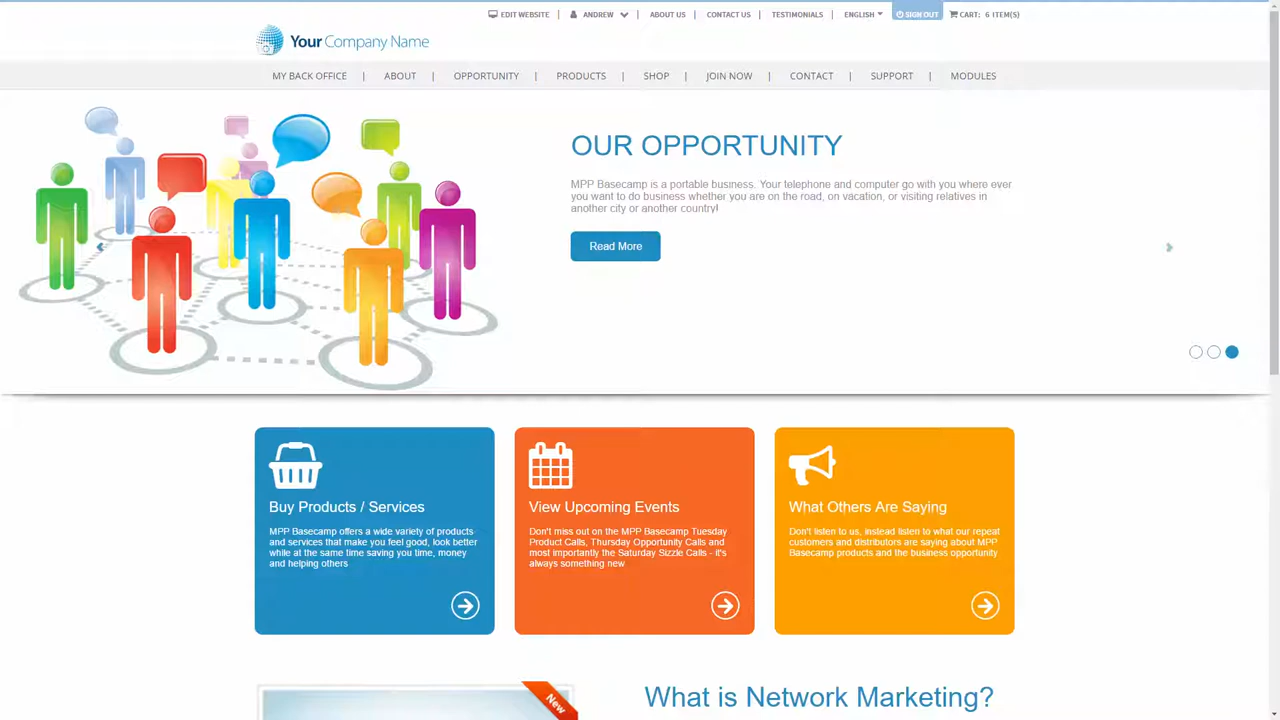 EDIT WEBSITE | ANDREW | ABOUT US | CONTACT US | TESTIMONIALS | ENGLISH SIGN OUT CART: 6 ITEM(S)
Your Company Name
MY BACK OFFICE | ABOUT | OPPORTUNITY | PRODUCTS | SHOP | JOIN NOW | CONTACT | SUPPORT | MODULES
OUR OPPORTUNITY
MPP Basecamp is a portable business. Your telephone and computer go with you where ever
you want to do business whether you are on the road, on vacation, or visiting relatives in
another city or another country!
Read More
Buy Products / Services
MPP Basecamp offers a wide variety of products
and services that make you feel good, look better
while at the same time saving you time, money
and helping others
View Upcoming Events
Don't miss out on the MPP Basecamp Tuesday
Product Calls, Thursday Opportunity Calls and
most importantly the Saturday Sizzle Calls - it's
always something new
What Others Are Saying
Don't listen to us, instead listen to what our repeat
customers and distributors are saying about MPP
Basecamp products and the business opportunity
New
What is Network Marketing?